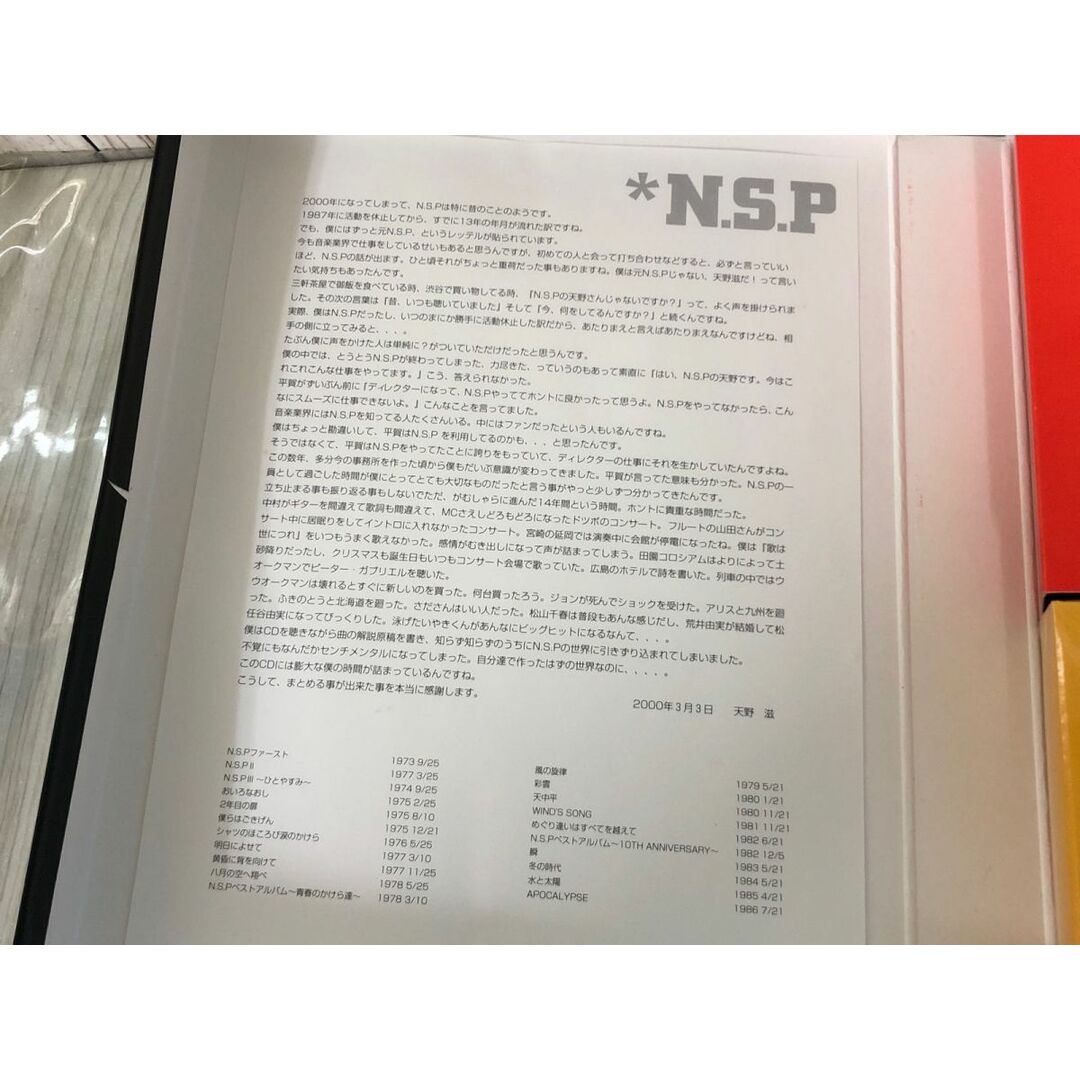 *N.S.P
2000年になってしまって、N.S.Pは特に昔のことのようです。
1987年に活動を休止してから、すでに13年の年月が流れた訳ですね。
でも、僕にはずっと元N.S.P、というレッテルが貼られています。
今も音楽業界で仕事をしているせいもあると思うんですが、初めての人と会って打ち合わせなどすると、必ずと言っていい
ほど、N.S.Pの話が出ます。ひと頃それがちょっと重荷だった事もありますね。僕は元N.S.Pじゃない、天野滋だ！って言い
たい気持ちもあったんです。
三軒茶屋で御飯を食べている時、渋谷で買い物してる時、「N.S.Pの天野さんじゃないですか？」って、よく声を掛けられま
した。その次の言葉は「昔、いつも聴いていました」そして「今、何をしてるんですか？」と続くんですね。
実際、僕はN.S.Pだったし、いつのまにか勝手に活動休止した訳だから、あたりまえと言えばあたりまえなんですけどね、相
手の側に立ってみると、．．．。
たぶん僕に声をかけた人は単純に？がついていただけだったと思うんです。
僕の中では、とうとうN.S.Pが終わってしまった、力尽きた、っていうのもあって素直に『はい、N.S.Pの天野です。今はこ
れこれこんな仕事をやってます。』こう、答えられなかった。
平賀がずいぶん前に「ディレクターになって、N.S.Pやっててホントに良かったって思うよ。N.S.Pをやってなかったら、こん
なにスムーズに仕事できないよ。」こんなことを言ってました。
音楽業界にはN.S.Pを知ってる人たくさんいる。中にはファンだったという人もいるんですね。
僕はちょっと勘違いして、平賀はN.S.P を利用してるのかも、．．と思ったんです。
そうではなくて、平賀はN.S.Pをやってたことに誇りをもっていて、ディレクターの仕事にそれを生かしていたんですよね。
この数年、多分今の事務所を作った頃から僕もだいぶ意識が変わってきました。平賀が言ってた意味も分かった。N.S.Pの一
員として過ごした時間が僕にとってとても大切なものだったと言う事がやっと少しずつ分かってきたんです。
立ち止まる事も振り返る事もしないでただ、がむしゃらに進んだ14年間という時間。ホントに貴重な時間だった。
中村がギターを間違えて歌詞も間違えて、MCさえしどろもどろになったドツボのコンサート。フルートの山田さんがコン
サート中に居眠りをしてイントロに入れなかったコンサート。宮崎の延岡では演奏中に会館が停電になったね。僕は『歌は
世につれ』をいつもうまく歌えなかった。感情がむき出しになって声が詰まってしまう。田園コロシアムはよりによって土
砂降りだったし、クリスマスも誕生日もいつもコンサート会場で歌っていた。広島のホテルで詩を書いた。列車の中ではウ
オークマンでピーター・ガブリエルを聴いた。
ウオークマンは壊れるとすぐに新しいのを買った。何台買ったろう。ジョンが死んでショックを受けた。アリスと九州を廻
った。ふきのとうと北海道を廻った。さださんはいい人だった。松山千春は普段もあんな感じだし、荒井由実が結婚して松
任谷由実になってびっくりした。泳げたいやきくんがあんなにビッグヒットになるなんて、．．．。
僕はCDを聴きながら曲の解説原稿を書き、知らず知らずのうちにN.S.Pの世界に引きずり込まれてしまいました。
不覚にもなんだかセンチメンタルになってしまった。自分達で作ったはずの世界なのに、．．．。
このCDには膨大な僕の時間が詰まっているんですね。
こうして、まとめる事が出来た事を本当に感謝します。
2000年3月3日　天野　滋
N.S.Pファースト 1973 9/25
N.S.P II 1977 3/25
N.S.P III 〜ひとやすみ〜 1974 9/25
おいろなおし 1975 2/25
2年目の扉 1975 8/10
僕らはごきげん 1975 12/21
シャツのほころび涙のかけら 1976 5/25
明日によせて 1977 3/10
黄昏に背を向けて 1977 11/25
八月の空へ翔べ 1978 5/25
N.S.Pベストアルバム〜青春のかけら達〜 1978 3/10
風の旋律 1979 5/21
彩雲 1980 1/21
天中平 1980 11/21
WIND'S SONG 1981 11/21
めぐり逢いはすべてを越えて 1982 6/21
N.S.Pベストアルバム〜10TH ANNIVERSARY〜 1982 12/5
瞬 1983 5/21
冬の時代 1984 5/21
水と太陽 1985 4/21
APOCALYPSE 1986 7/21